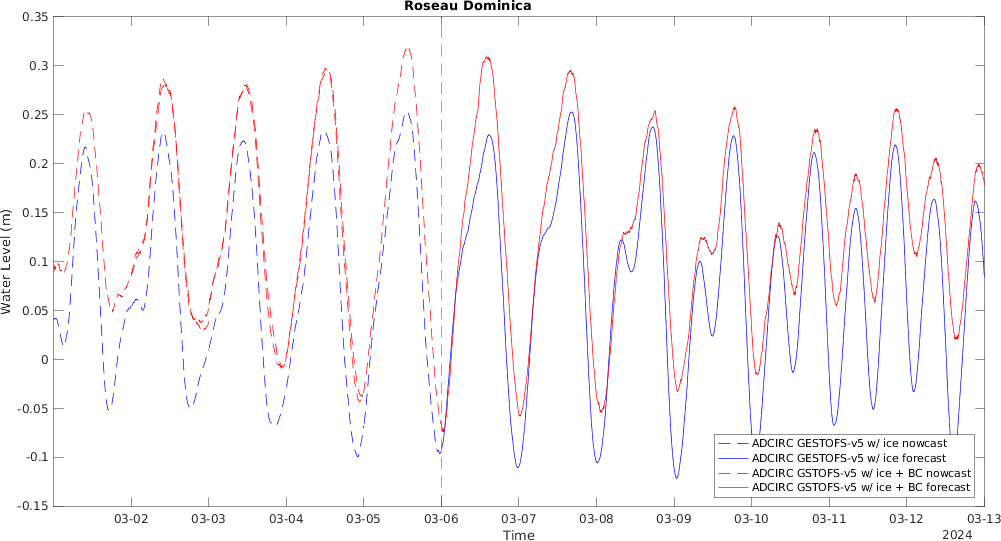 Roseau Dominica
0.35
0.3
0.25
0.2
0.15
0.1
0.05
0
-0.05
-0.1
-0.15
Water Level (m)
ADCIRC GESTOFS-v5 w/ ice nowcast
ADCIRC GESTOFS-v5 w/ ice forecast
ADCIRC GSTOFS-v5 w/ ice + BC nowcast
ADCIRC GSTOFS-v5 w/ ice + BC forecast
03-02 03-03 03-04 03-05 03-06 03-07 03-08 03-09 03-10 03-11 03-12 03-13
Time
2024